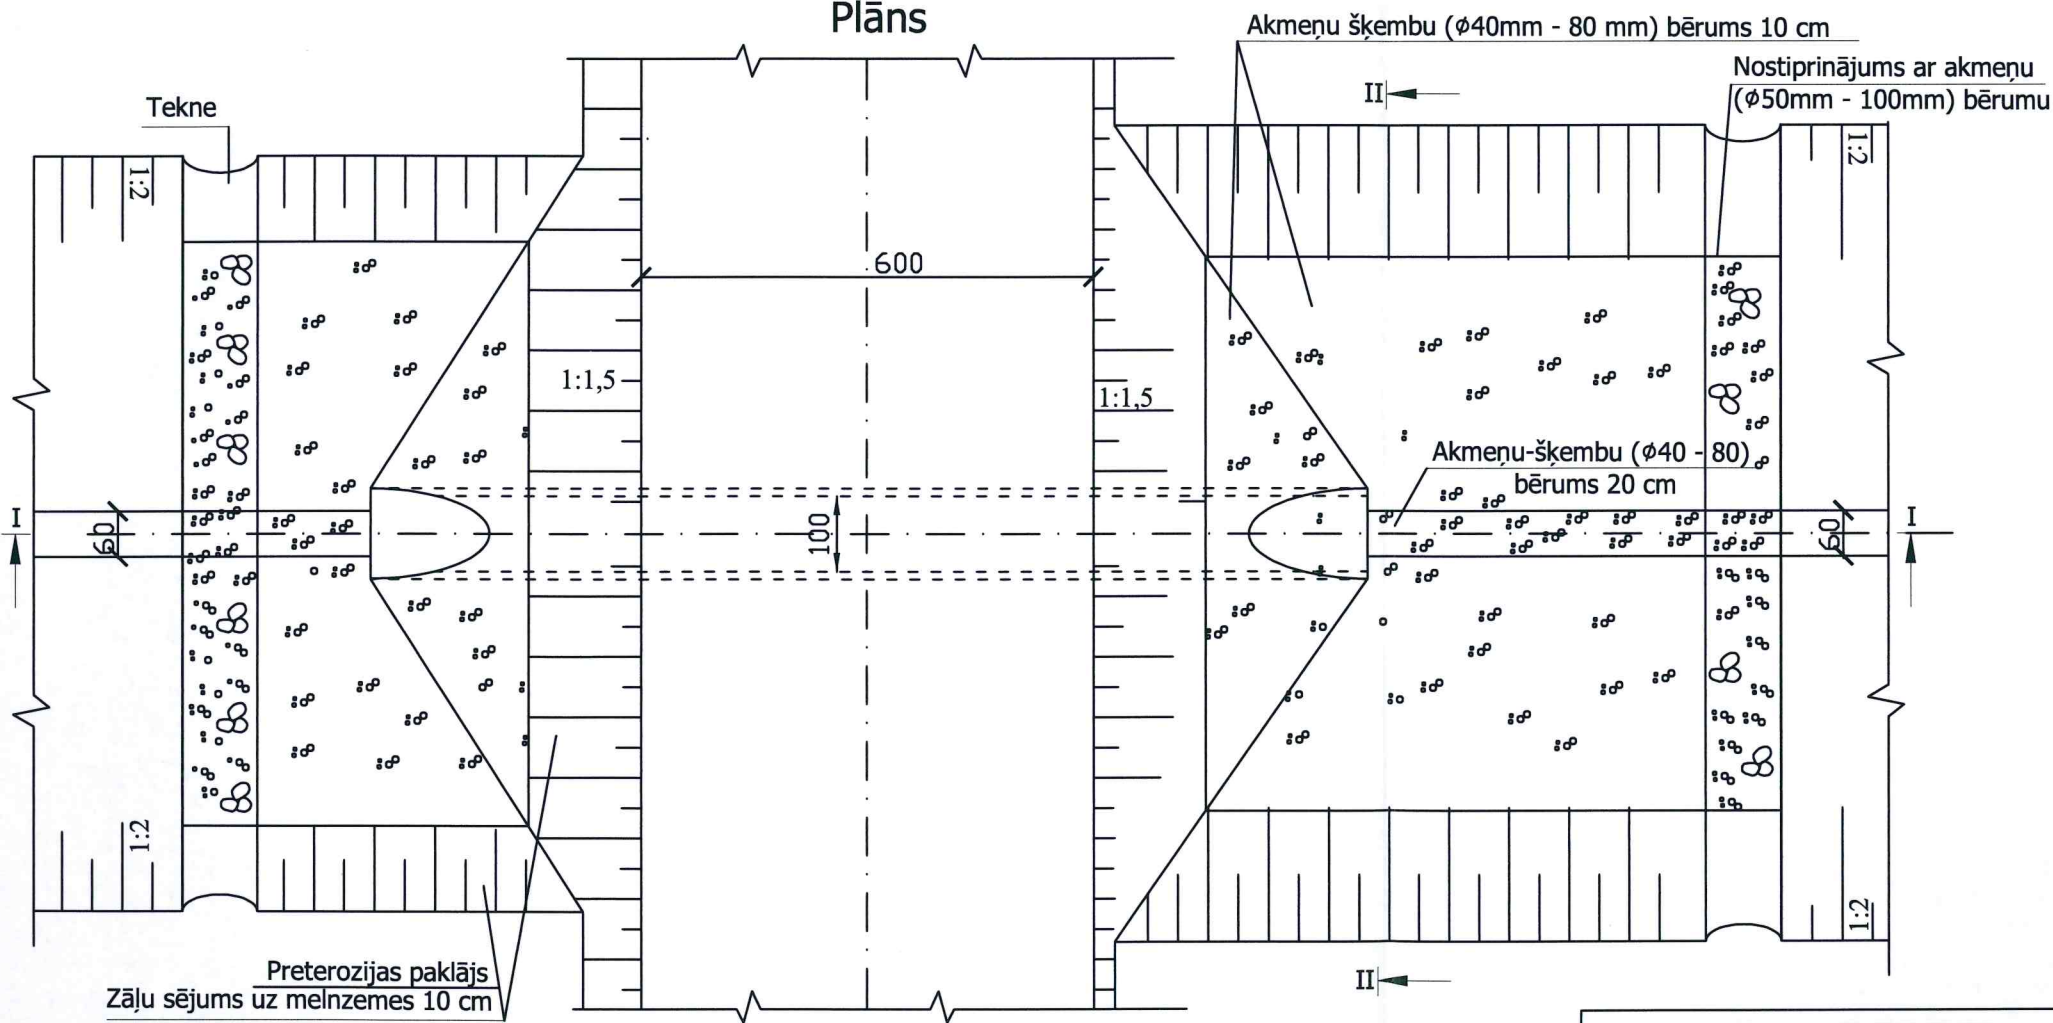 Plāns
Akmeņu šķembu (ϕ40mm - 80 mm) bērums 10 cm
Nostiprinājums ar akmeņu
(ϕ50mm - 100mm) bērumu
II
Tekne
1:2
1:2
600
1:1,5
1:1,5
Akmeņu-šķembu (ϕ40 - 80)
bērums 20 cm
I
60
100
60
I
1:2
1:2
Preterozijas paklājs
Zāļu sējums uz melnzemes 10 cm
II